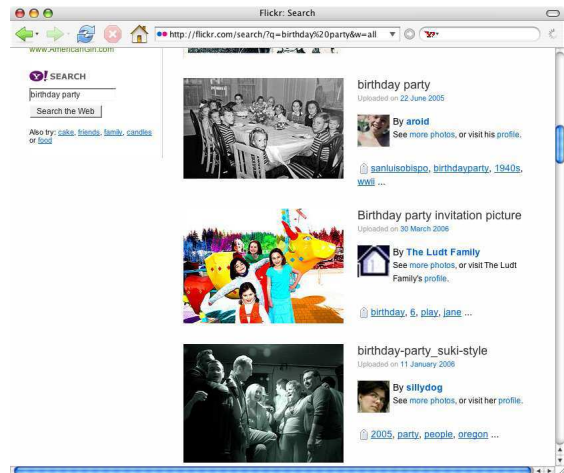 Flickr: Search
http://flickr.com/search/?q=birthday%20party&w=all
www.AmericanGirl.com
Y! SEARCH
birthday party
Search the Web
Also try: cake, friends, family, candles
or food
birthday party
Uploaded on 22 June 2005
By aroid
See more photos, or visit his profile.
sanluisobispo, birthdayparty, 1940s,
wwii ...
Birthday party invitation picture
Uploaded on 30 March 2006
By The Ludt Family
See more photos, or visit The Ludt
Family's profile.
birthday, 6, play, jane ...
birthday-party_suki-style
Uploaded on 11 January 2006
By sillydog
See more photos, or visit her profile.
2005, party, people, oregon ...